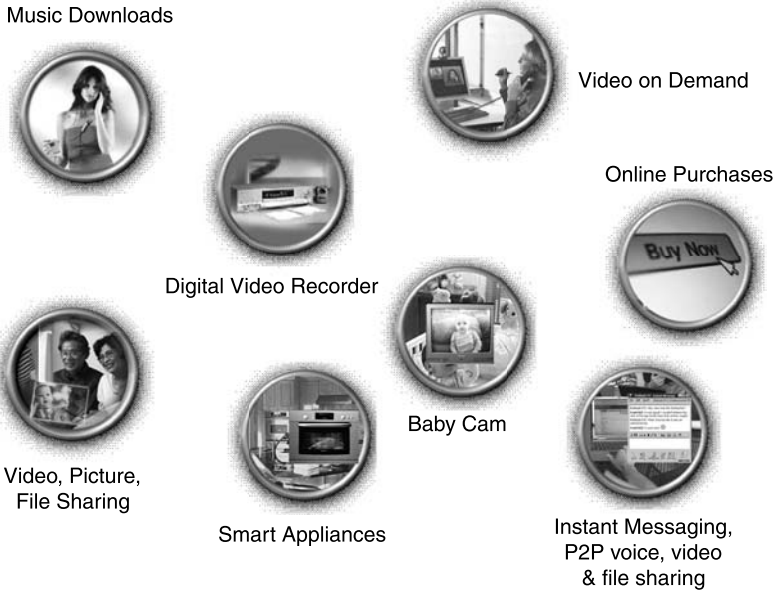 Music Downloads
Video on Demand
Online Purchases
Buy Now
Digital Video Recorder
Baby Cam
Video, Picture,
File Sharing
Smart Appliances
Instant Messaging,
P2P voice, video
& file sharing